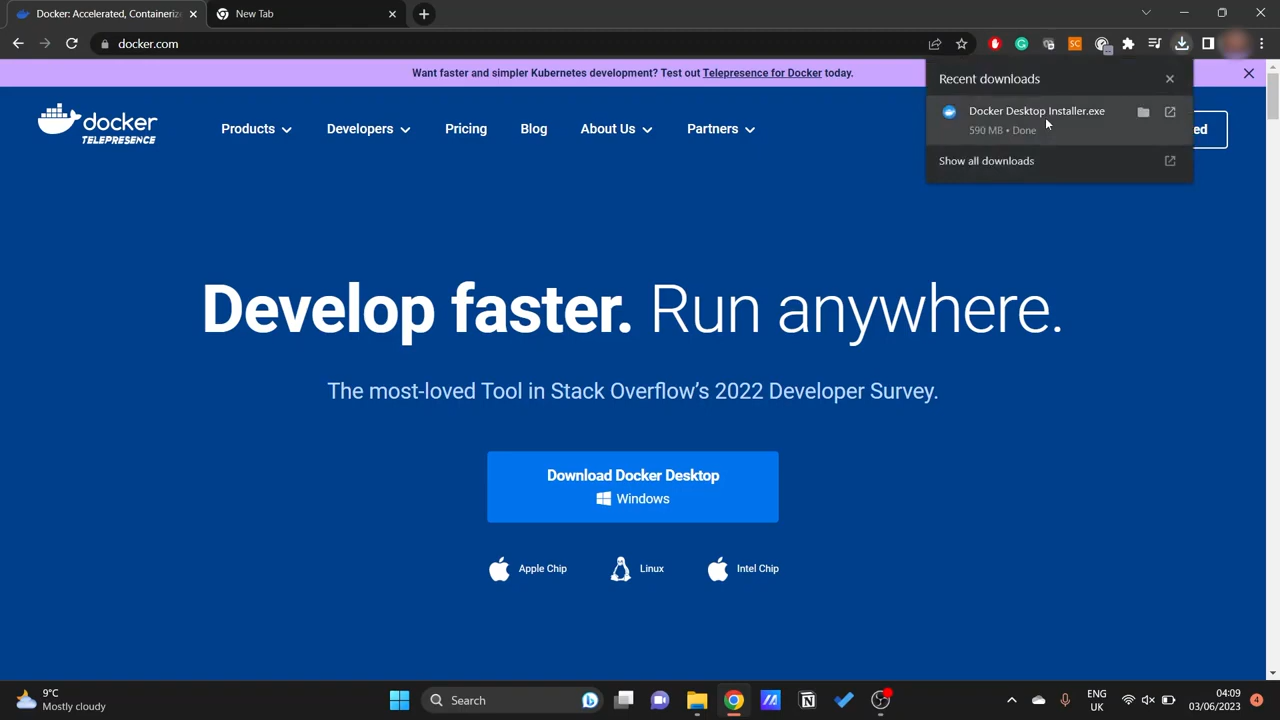 Docker: Accelerated, Containeriz
New Tab
docker.com
Want faster and simpler Kubernetes development? Test out Telepresence for Docker today.
Recent downloads
Docker Desktop Installer.exe
590 MB • Done
Show all downloads
docker
TELEPRESENCE
Products
Developers
Pricing
Blog
About Us
Partners
ed
Develop faster. Run anywhere.
The most-loved Tool in Stack Overflow's 2022 Developer Survey.
Download Docker Desktop
Windows
Apple Chip
Linux
Intel Chip
9°C
Mostly cloudy
Search
ENG
UK
04:09
03/06/2023
4